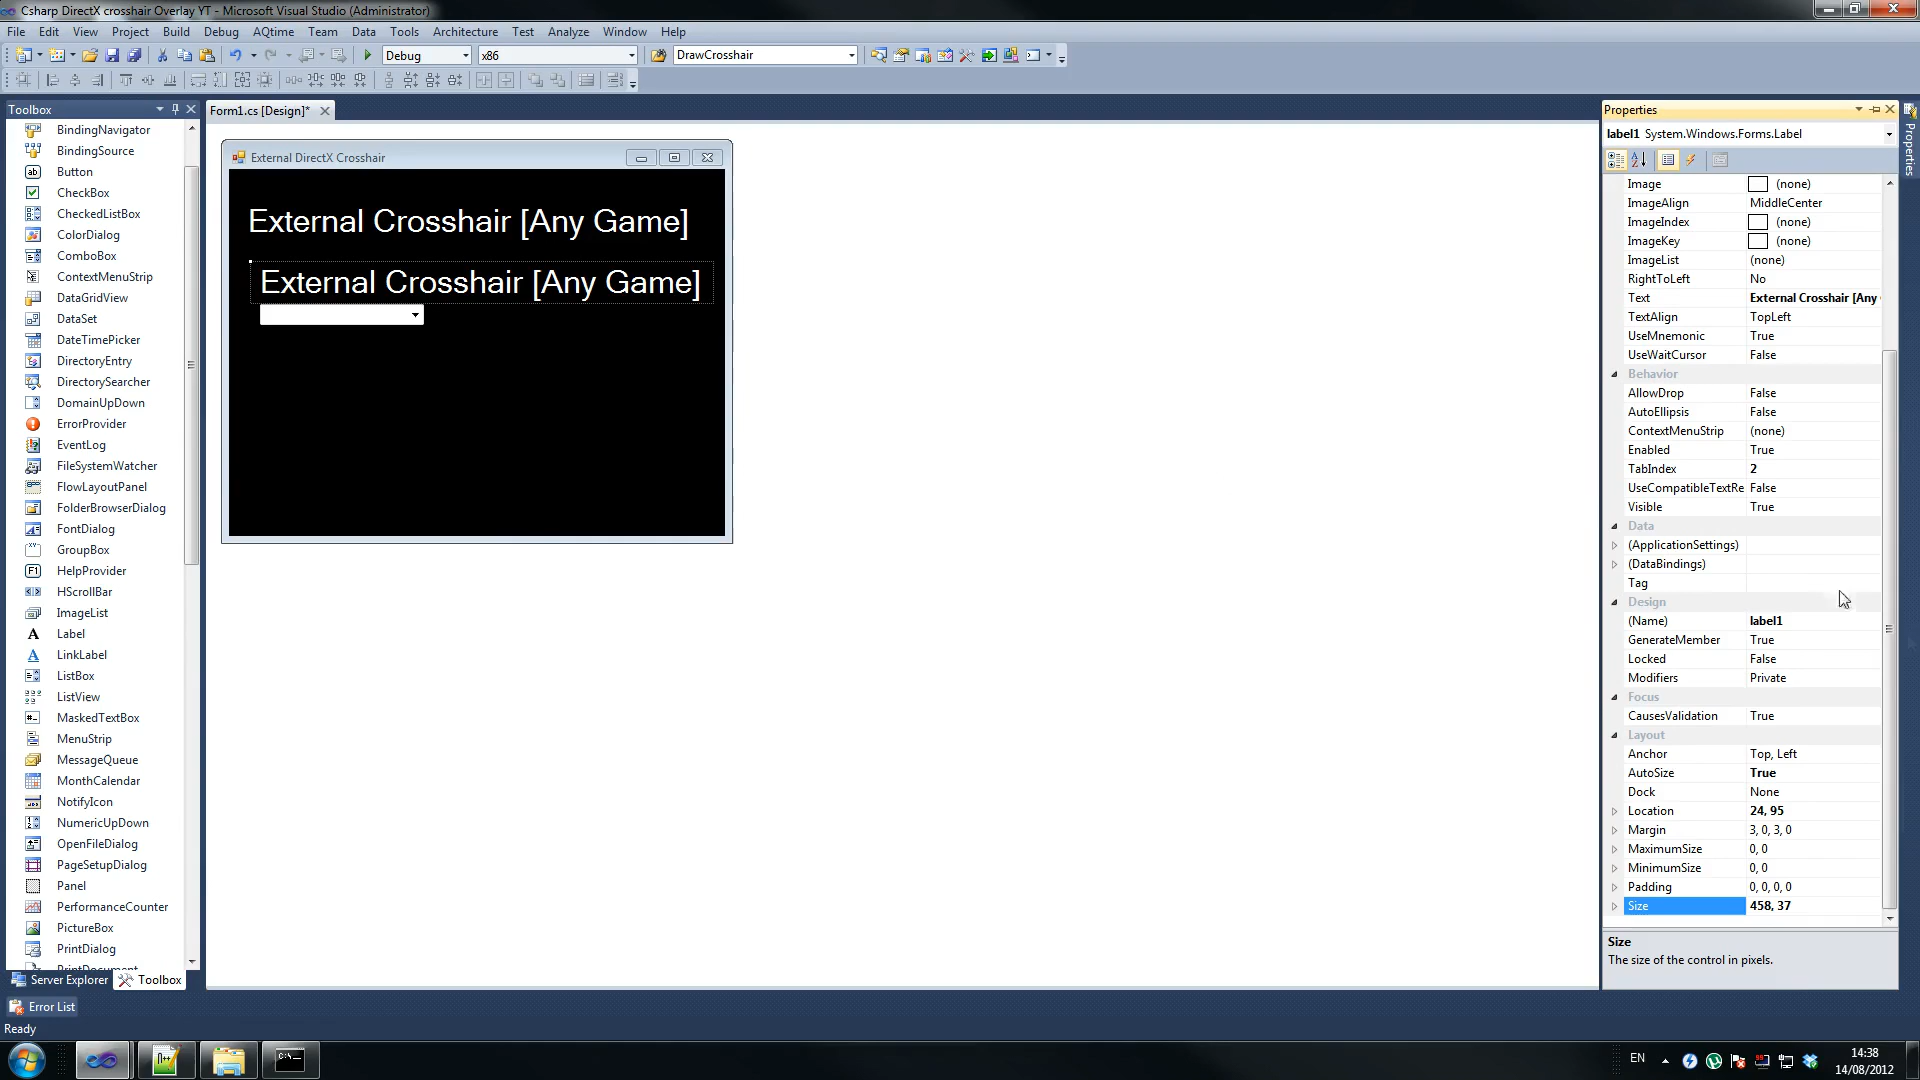 Csharp DirectX crosshair Overlay YT - Microsoft Visual Studio (Administrator)
File Edit View Project Build Debug AQtime Team Data Tools Architecture Test Analyze Window Help
Debug x86 DrawCrosshair
Toolbox
BindingNavigator
BindingSource
Button
CheckBox
CheckedListBox
ColorDialog
ComboBox
ContextMenuStrip
DataGridView
DataSet
DateTimePicker
DirectoryEntry
DirectorySearcher
DomainUpDown
ErrorProvider
EventLog
FileSystemWatcher
FlowLayoutPanel
FolderBrowserDialog
FontDialog
GroupBox
HelpProvider
HScrollBar
ImageList
Label
LinkLabel
ListBox
ListView
MaskedTextBox
MenuStrip
MessageQueue
MonthCalendar
NotifyIcon
NumericUpDown
OpenFileDialog
PageSetupDialog
Panel
PerformanceCounter
PictureBox
PrintDialog
PrintDocument
Server Explorer Toolbox
Form1.cs [Design]*
External DirectX Crosshair
External Crosshair [Any Game]
External Crosshair [Any Game]
Properties
label1 System.Windows.Forms.Label
Image (none)
ImageAlign MiddleCenter
ImageIndex (none)
ImageKey (none)
ImageList (none)
RightToLeft No
Text External Crosshair [Any
TextAlign TopLeft
UseMnemonic True
UseWaitCursor False
Behavior
AllowDrop False
AutoEllipsis False
ContextMenuStrip (none)
Enabled True
TabIndex 2
UseCompatibleTextRe False
Visible True
Data
(ApplicationSettings)
(DataBindings)
Tag
Design
(Name) label1
GenerateMember True
Locked False
Modifiers Private
Focus
CausesValidation True
Layout
Anchor Top, Left
AutoSize True
Dock None
Location 24, 95
Margin 3, 0, 3, 0
MaximumSize 0, 0
MinimumSize 0, 0
Padding 0, 0, 0, 0
Size 458, 37
Size
The size of the control in pixels.
Properties
Error List
Ready
EN
14:38
14/08/2012